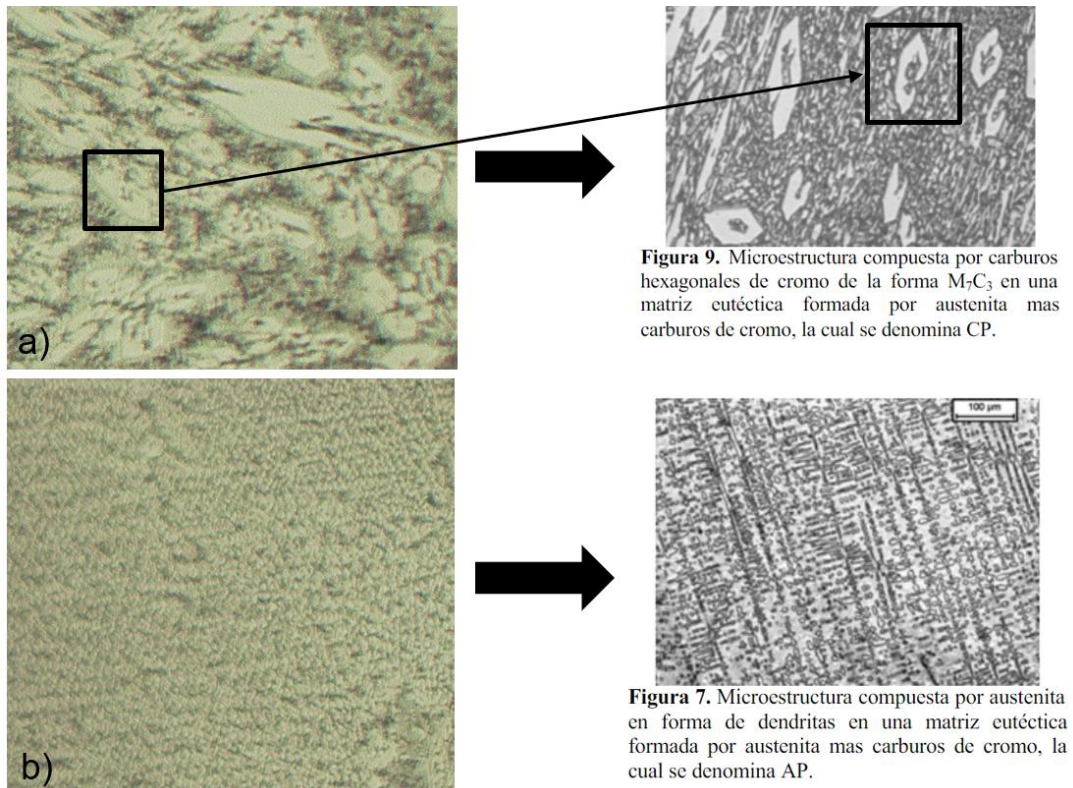 a)
Figura 9. Microestructura compuesta por carburos
hexagonales de cromo de la forma M₇C₃ en una
matriz eutéctica formada por austenita mas
carburos de cromo, la cual se denomina CP.
b)
100 µm
Figura 7. Microestructura compuesta por austenita
en forma de dendritas en una matriz eutéctica
formada por austenita mas carburos de cromo, la
cual se denomina AP.